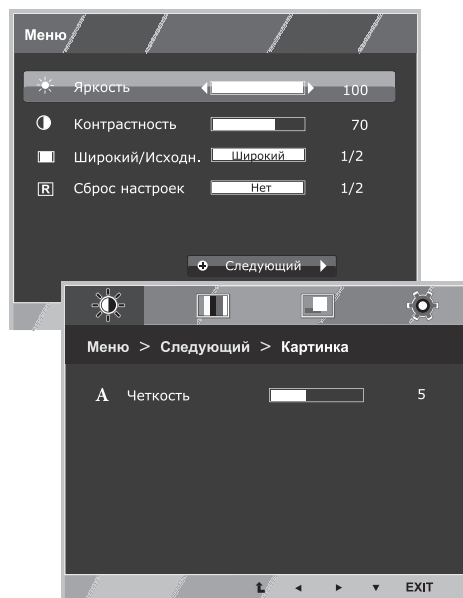 Меню
Яркость 100
Контрастность 70
Широкий/Исходн. Широкий 1/2
R Сброс настроек Нет 1/2
Следующий
Меню > Следующий > Картинка
A Четкость 5
EXIT